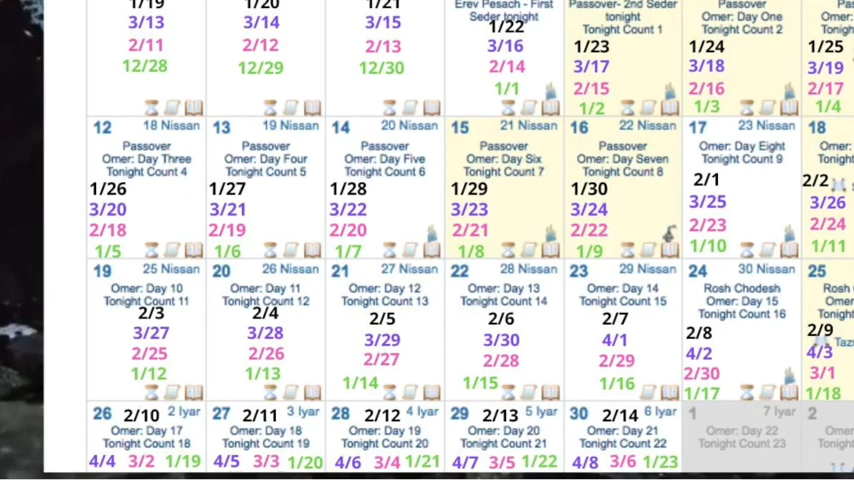 1/19
3/13
2/11
12/28
1/20
3/14
2/12
12/29
1/21
3/15
2/13
12/30
Erev Pesach - First
Seder tonight
1/22
3/16
2/14
1/1
Passover- 2nd Seder
tonight
Tonight Count 1
1/23
3/17
2/15
1/2
Passover
Omer: Day One
Tonight Count 2
1/24
3/18
2/16
1/3
1/25
3/19
2/17
1/4
12 18 Nissan
Passover
Omer: Day Three
Tonight Count 4
1/26
3/20
2/18
1/5
13 19 Nissan
Passover
Omer: Day Four
Tonight Count 5
1/27
3/21
2/19
1/6
14 20 Nissan
Passover
Omer: Day Five
Tonight Count 6
1/28
3/22
2/20
1/7
15 21 Nissan
Passover
Omer: Day Six
Tonight Count 7
1/29
3/23
2/21
1/8
16 22 Nissan
Passover
Omer: Day Seven
Tonight Count 8
1/30
3/24
2/22
1/9
17 23 Nissan
Omer: Day Eight
Tonight Count 9
2/1
3/25
2/23
1/10
18
Omer:
Tonight
2/2
3/26
2/24
1/11
19 25 Nissan
Omer: Day 10
Tonight Count 11
2/3
3/27
2/25
1/12
20 26 Nissan
Omer: Day 11
Tonight Count 12
2/4
3/28
2/26
1/13
21 27 Nissan
Omer: Day 12
Tonight Count 13
2/5
3/29
2/27
1/14
22 28 Nissan
Omer: Day 13
Tonight Count 14
2/6
3/30
2/28
1/15
23 29 Nissan
Omer: Day 14
Tonight Count 15
2/7
4/1
2/29
1/16
24 30 Nissan
Rosh Chodesh
Omer: Day 15
Tonight Count 16
2/8
4/2
2/30
1/17
25
Rosh
Omer
Tonight
2/9
4/3
3/1
1/18
26 2/10 2 Iyar
Omer: Day 17
Tonight Count 18
4/4 3/2 1/19
27 2/11 3 Iyar
Omer: Day 18
Tonight Count 19
4/5 3/3 1/20
28 2/12 4 Iyar
Omer: Day 19
Tonight Count 20
4/6 3/4 1/21
29 2/13 5 Iyar
Omer: Day 20
Tonight Count 21
4/7 3/5 1/22
30 2/14 6 Iyar
Omer: Day 21
Tonight Count 22
4/8 3/6 1/23
1 7 Iyar
Omer: Day 22
Tonight Count 23
2